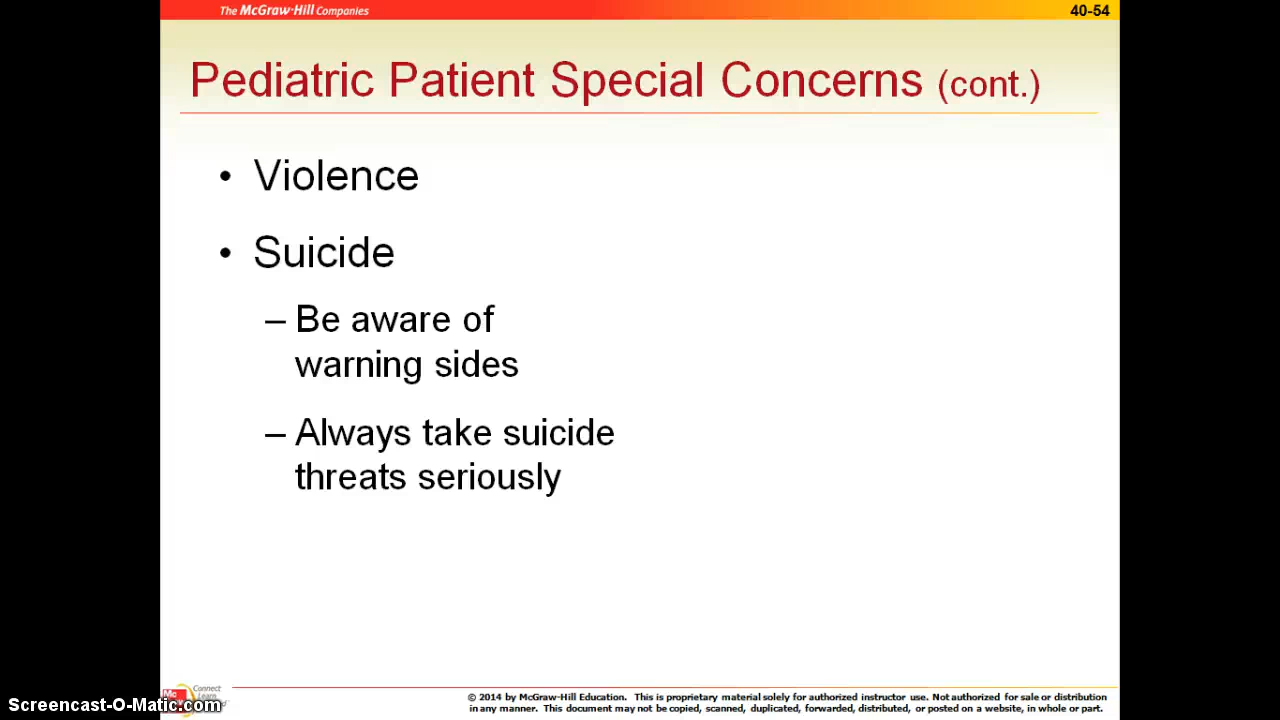 The McGraw-Hill Companies
40-54
Pediatric Patient Special Concerns (cont.)
• Violence
• Suicide
– Be aware of
warning sides
– Always take suicide
threats seriously
Connect
Learn
Screencast-O-Matic.com
© 2014 by McGraw-Hill Education. This is proprietary material solely for authorized instructor use. Not authorized for sale or distribution
in any manner. This document may not be copied, scanned, duplicated, forwarded, distributed, or posted on a website, in whole or part.